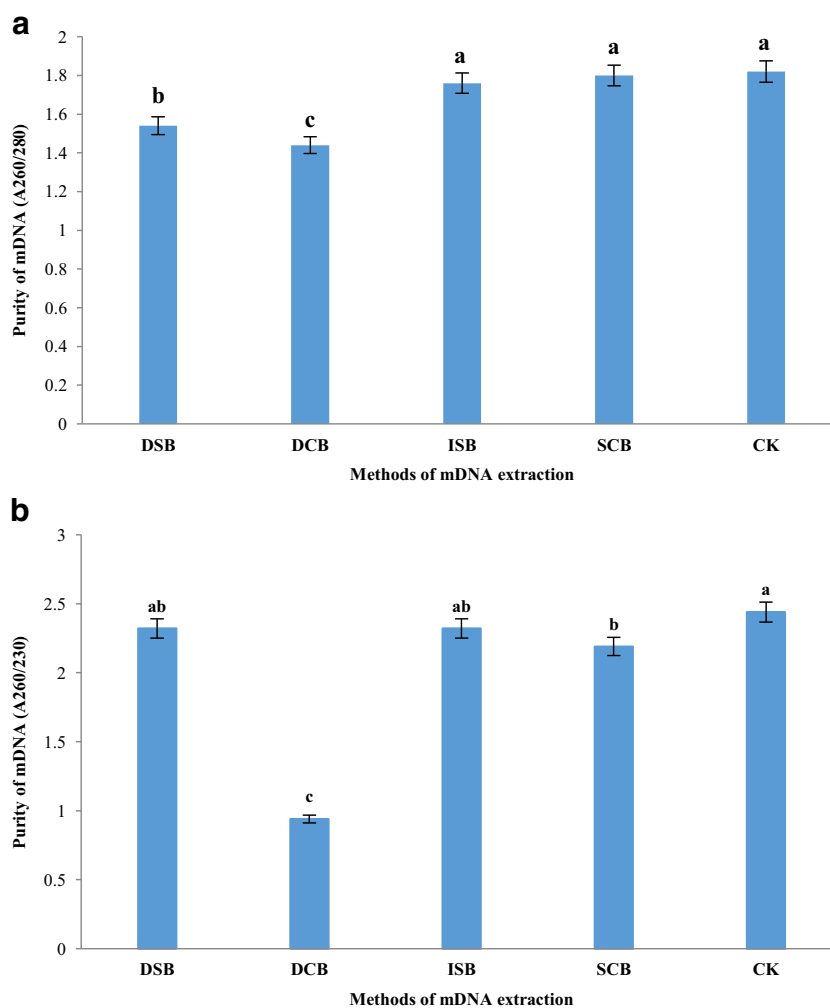 a
Purity of mDNA (A260/280)
2
1.8
1.6
1.4
1.2
1
0.8
0.6
0.4
0.2
0
b
c
a
a
a
DSB DCB ISB SCB CK
Methods of mDNA extraction
b
Purity of mDNA (A260/230)
3
2.5
2
1.5
1
0.5
0
ab
c
ab
b
a
DSB DCB ISB SCB CK
Methods of mDNA extraction